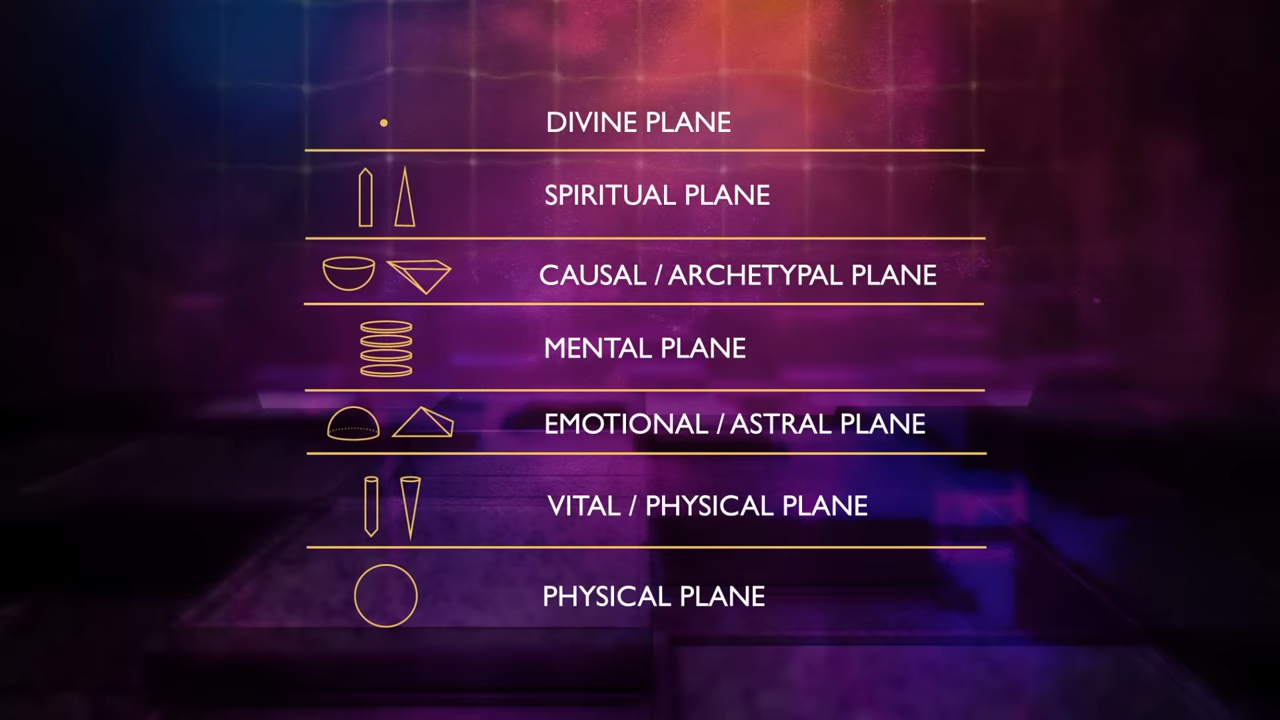 DIVINE PLANE
SPIRITUAL PLANE
CAUSAL / ARCHETYPAL PLANE
MENTAL PLANE
EMOTIONAL / ASTRAL PLANE
VITAL / PHYSICAL PLANE
PHYSICAL PLANE